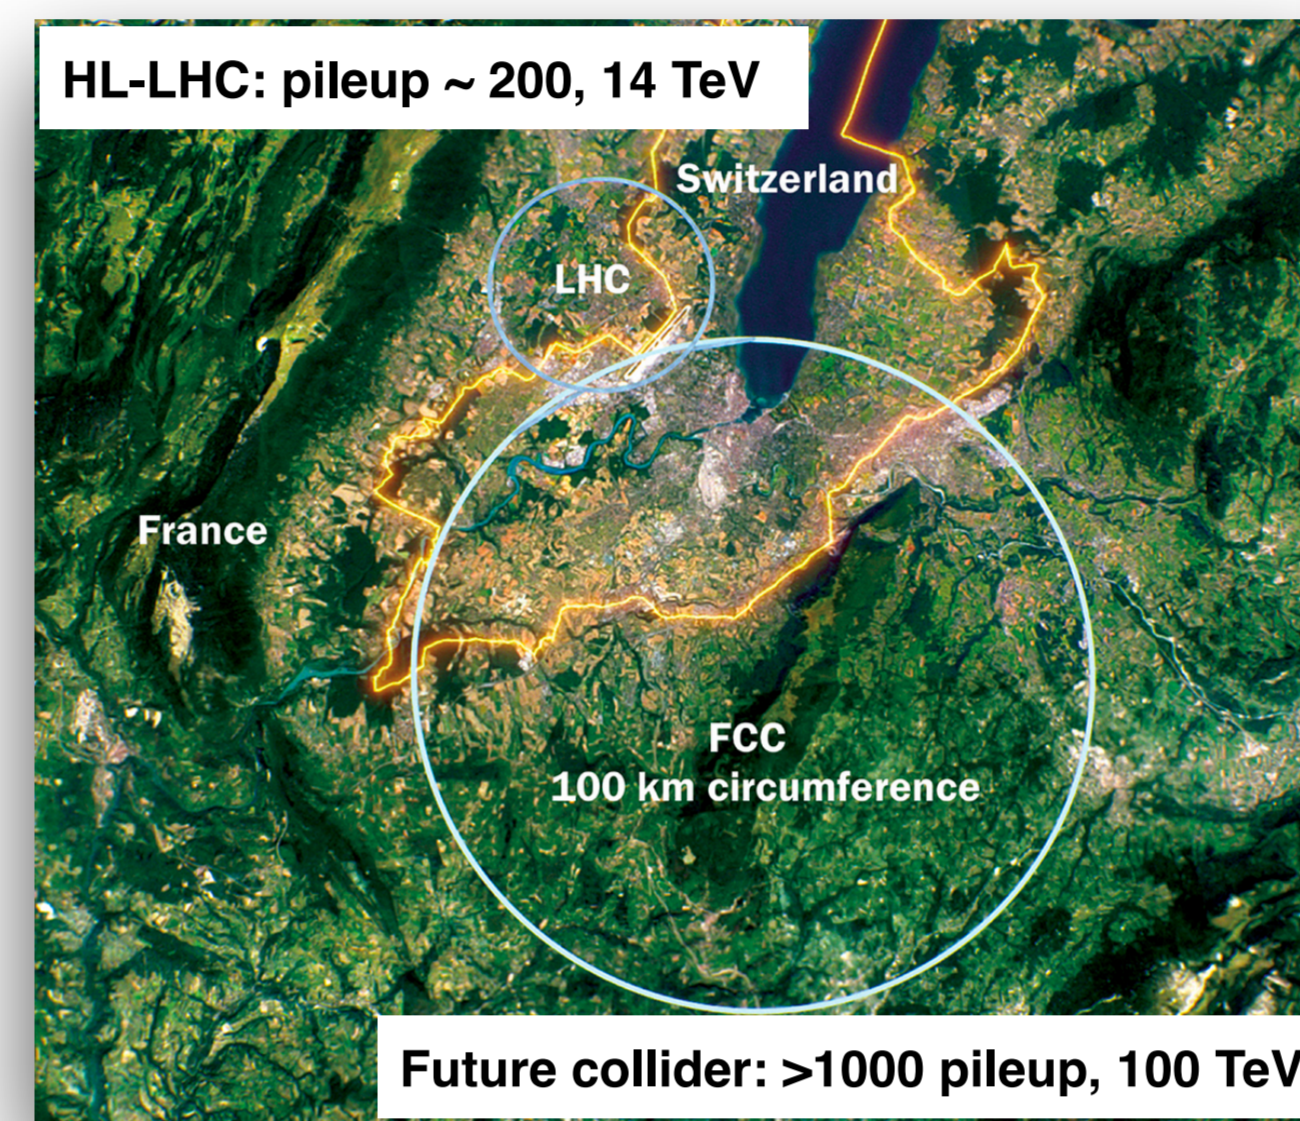 HL-LHC: pileup ~ 200, 14 TeV
Switzerland
LHC
France
FCC
100 km circumference
Future collider: >1000 pileup, 100 TeV